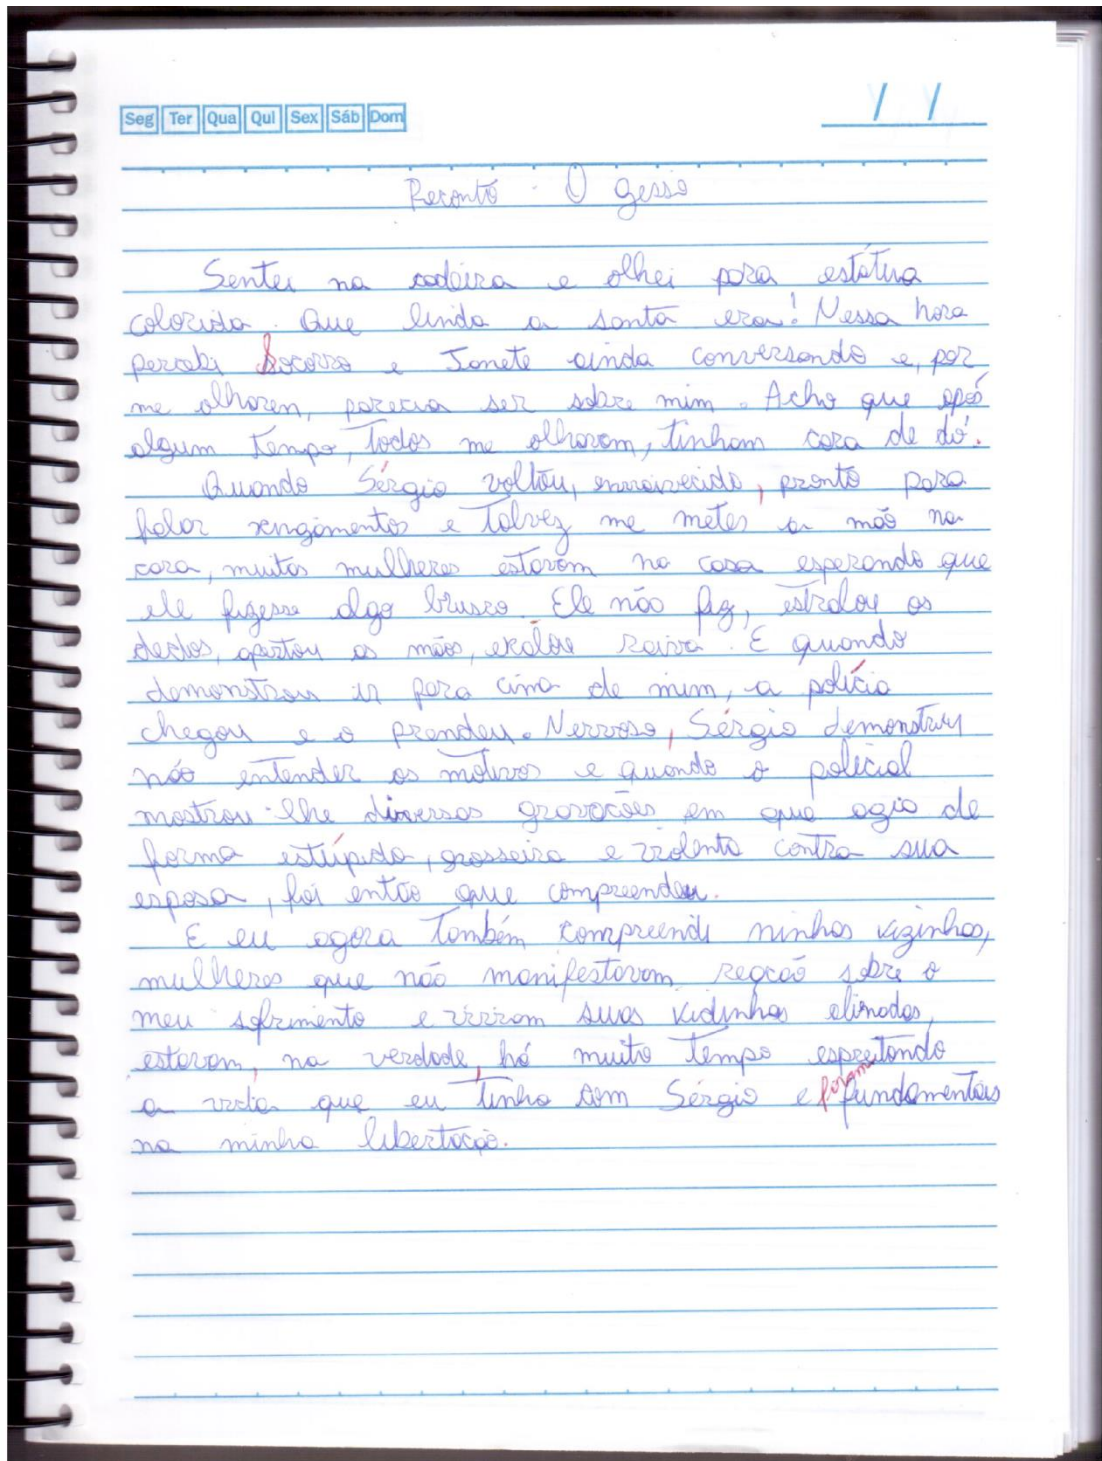 Seg Ter Qua Qui Sex Sáb Dom
/ /
Reconto - O gesso
Sentei na cadeira e olhei para estátua
colorida. Que linda a santa era! Nessa hora
percebi Socorro e Janete ainda conversando e, por
me olharem, parecia ser sobre mim. Acho que após
algum tempo, todos me olharam, tinham cara de dó.
Quando Sérgio voltou, enraivecido, pronto para
falar xengamentos e talvez me meter a mão na
cara, muitas mulheres estavam na casa esperando que
ele fizesse algo brusco. Ele não fez, estralou os
dedos, apertou as mãos, exalou raiva. E quando
demonstrou ir para cima de mim, a polícia
chegou e o prendeu. Nervoso, Sérgio demonstrou
não entender os motivos e quando o policial
mostrou-lhe diversas gravações em que agia de
forma estúpida, grosseira e violenta contra sua
esposa, foi então que compreendeu.
E eu agora também compreendi minhas vizinhas,
mulheres que não manifestavam reação sobre o
meu sofrimento e viviam suas vidinhas
estavam, na verdade, há muito tempo espreitando
a vida que eu tinha com Sérgio e foram fundamentais
na minha libertação.